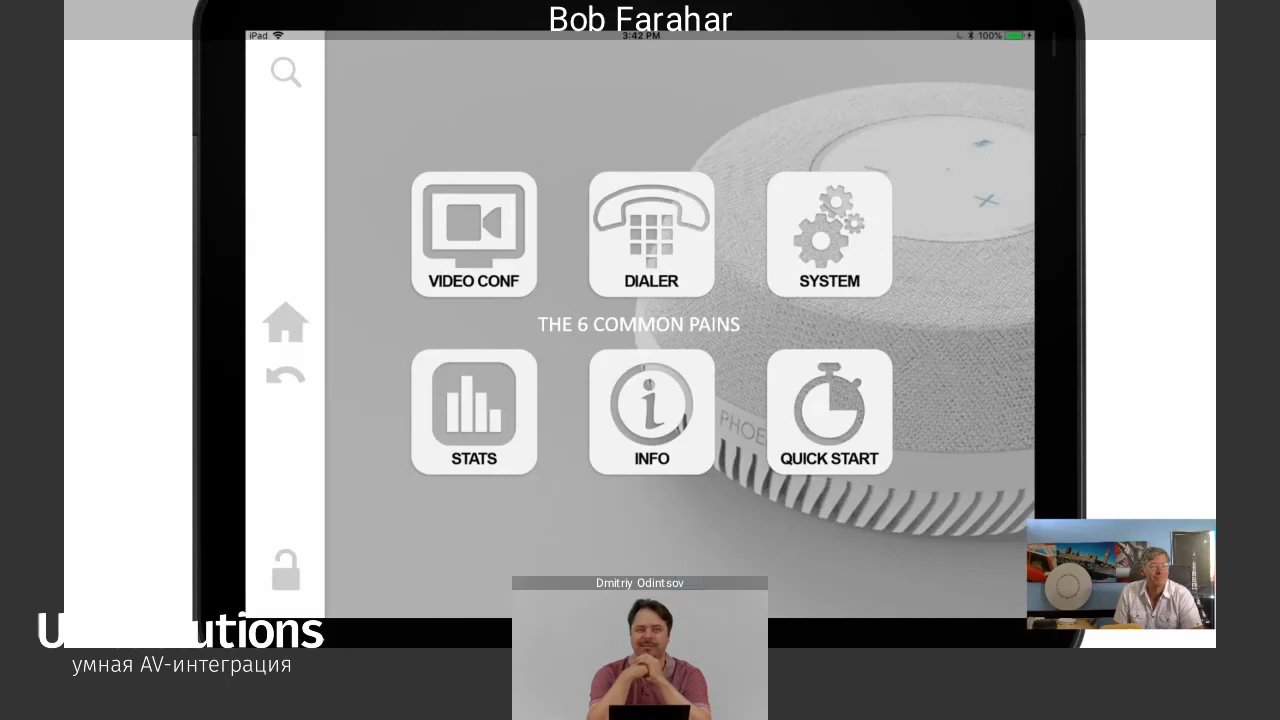 Bob Farahar
iPad
3:42 PM
100%
VIDEO CONF
DIALER
SYSTEM
THE 6 COMMON PAINS
STATS
INFO
QUICK START
PHOE
Dmitriy Odintsov
умная AV-интеграция